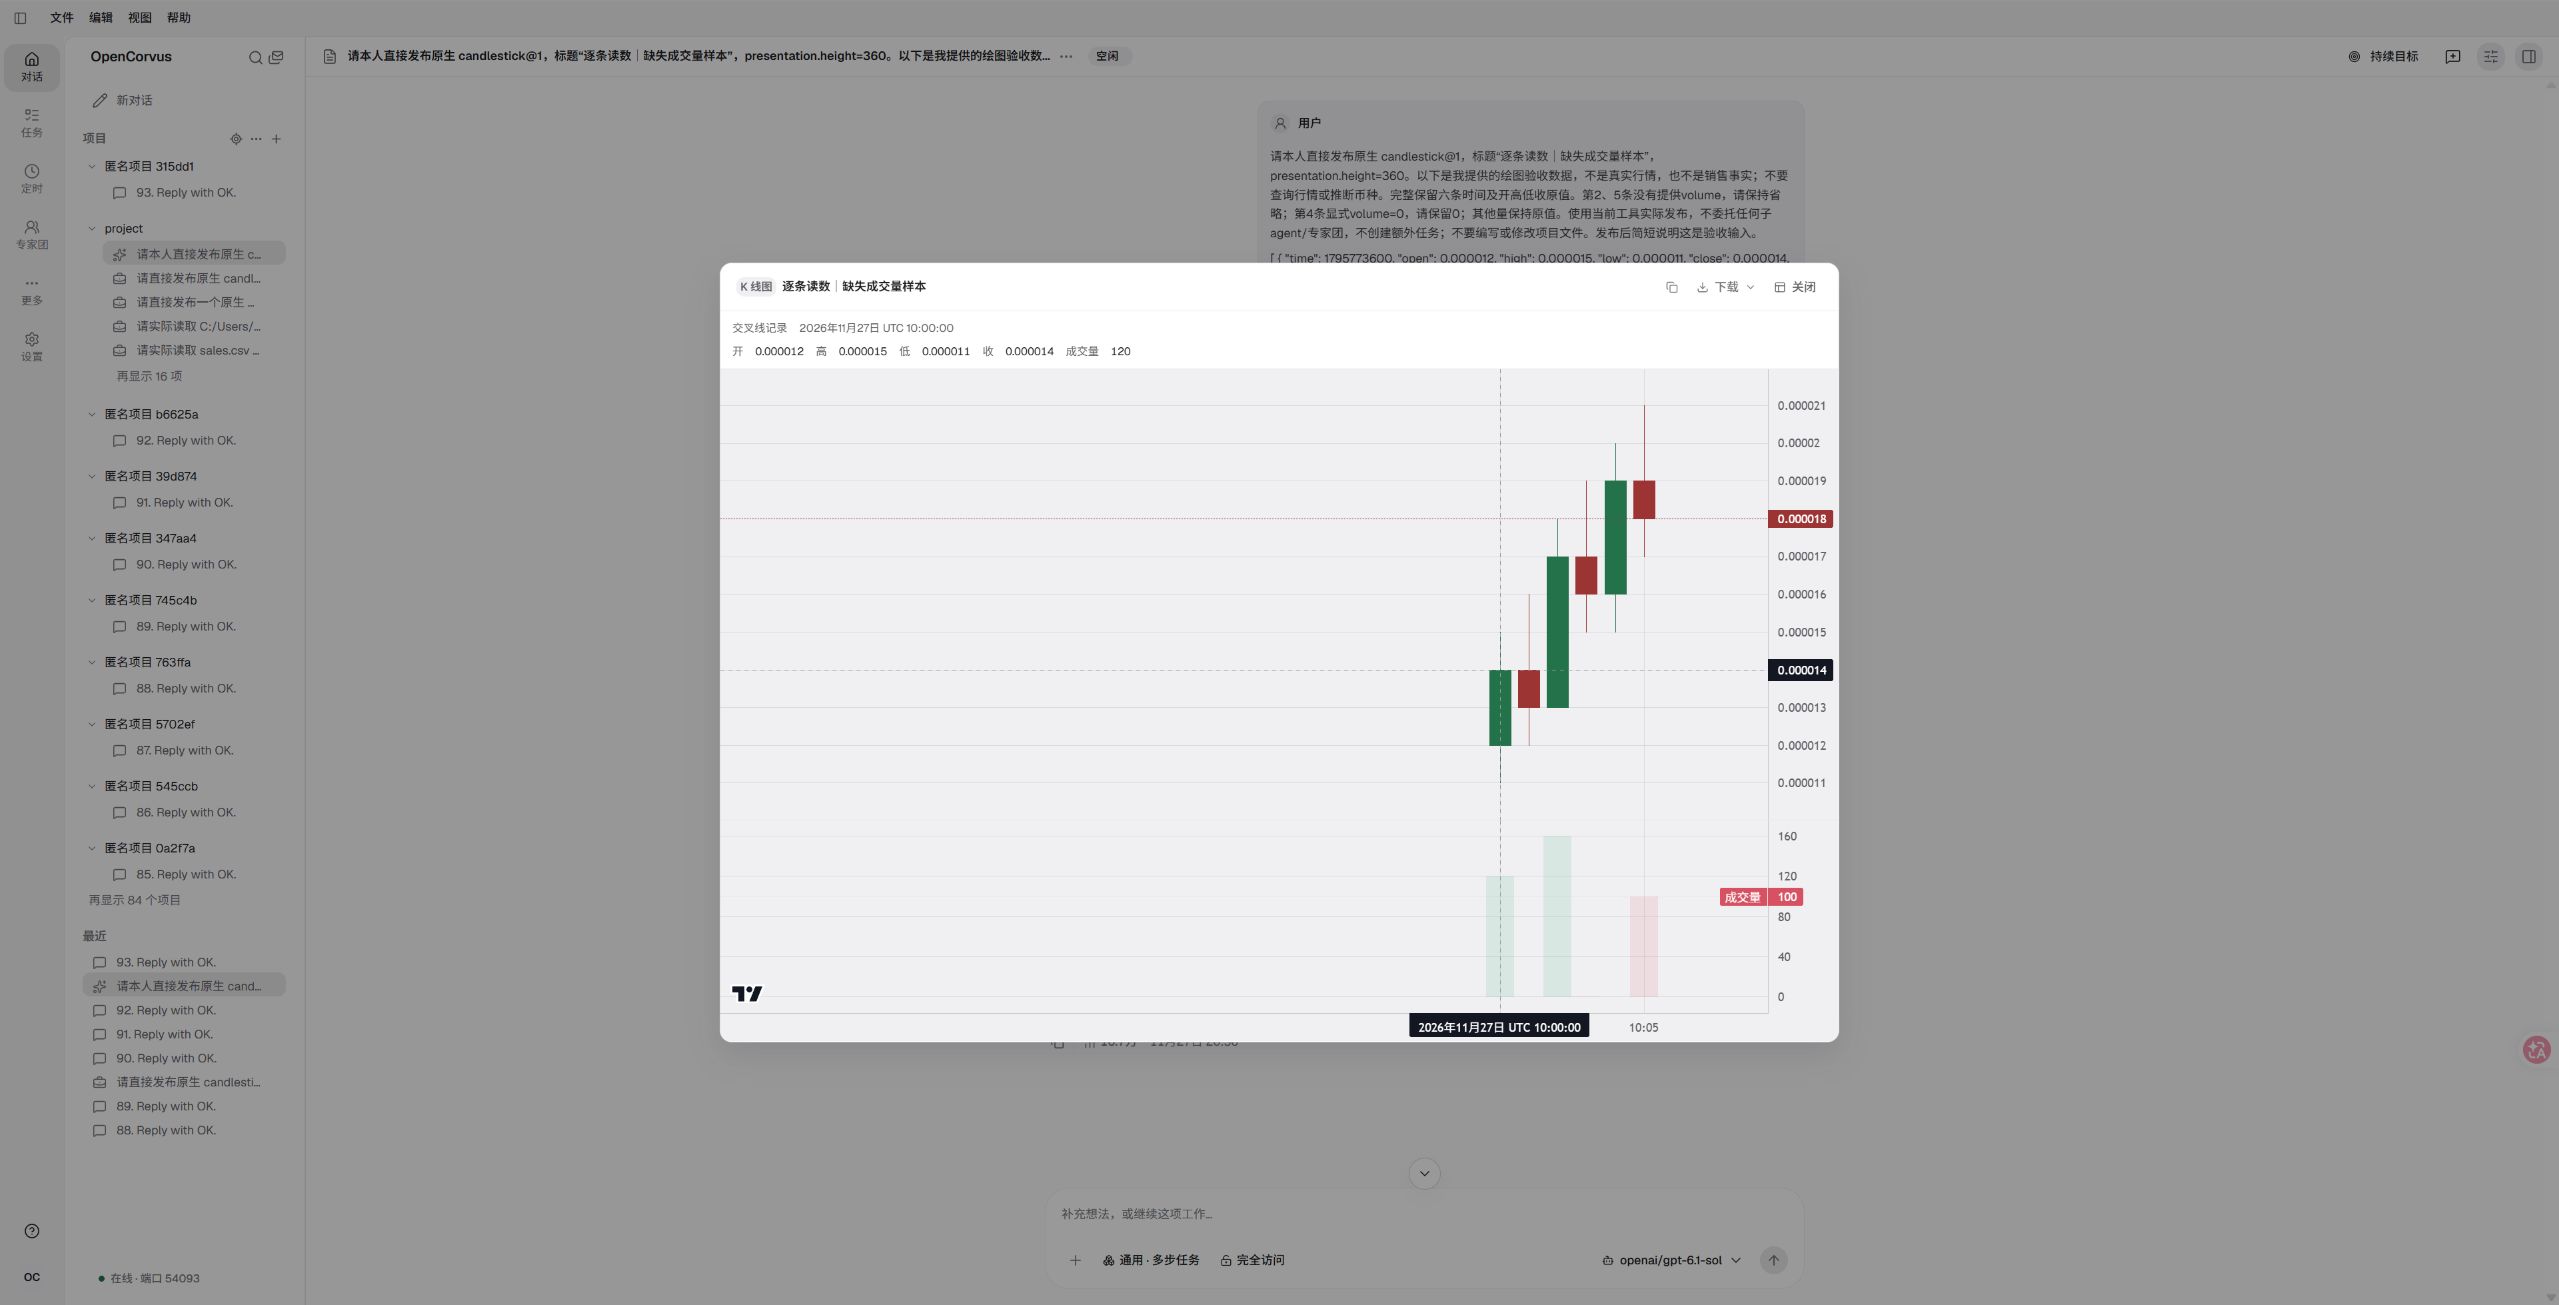 文件 编辑 视图 帮助
对话
任务
定时
专家团
更多
设置
OC
OpenCorvus
新对话
项目
匿名项目 315dd1
93. Reply with OK.
project
请本人直接发布原生 c...
请直接发布原生 candl...
请直接发布一个原生 ...
请实际读取 C:/Users/...
请实际读取 sales.csv ...
再显示 16 项
匿名项目 b6625a
92. Reply with OK.
匿名项目 39d874
91. Reply with OK.
匿名项目 347aa4
90. Reply with OK.
匿名项目 745c4b
89. Reply with OK.
匿名项目 763ffa
88. Reply with OK.
匿名项目 5702ef
87. Reply with OK.
匿名项目 545ccb
86. Reply with OK.
匿名项目 0a2f7a
85. Reply with OK.
再显示 84 个项目
最近
93. Reply with OK.
请本人直接发布原生 cand...
92. Reply with OK.
91. Reply with OK.
90. Reply with OK.
请直接发布原生 candlesti...
89. Reply with OK.
88. Reply with OK.
在线 · 端口 54093
请本人直接发布原生 candlestick@1，标题“逐条读数｜缺失成交量样本”，presentation.height=360。以下是我提供的绘图验收数... ... 空闲
持续目标
用户
请本人直接发布原生 candlestick@1，标题“逐条读数｜缺失成交量样本”，
presentation.height=360。以下是我提供的绘图验收数据，不是真实行情，也不是销售事实；不要
查询行情或推断币种。完整保留六条时间及开高低收原值。第2、5条没有提供volume，请保持省
略；第4条显式volume=0，请保留0；其他量保持原值。使用当前工具实际发布，不委托任何子
agent/专家团，不创建额外任务；不要编写或修改项目文件。发布后简短说明这是验收输入。
[ { "time": 1795773600, "open": 0.000012, "high": 0.000015, "low": 0.000011, "close": 0.000014,
K 线图 逐条读数｜缺失成交量样本
下载 关闭
交叉线记录 2026年11月27日 UTC 10:00:00
开 0.000012 高 0.000015 低 0.000011 收 0.000014 成交量 120
0.000021
0.00002
0.000019
0.000018
0.000017
0.000016
0.000015
0.000014
0.000013
0.000012
0.000011
160
120
成交量 100
80
40
0
2026年11月27日 UTC 10:00:00 10:05
补充想法，或继续这项工作...
通用 · 多步任务 完全访问 openai/gpt-6.1-sol